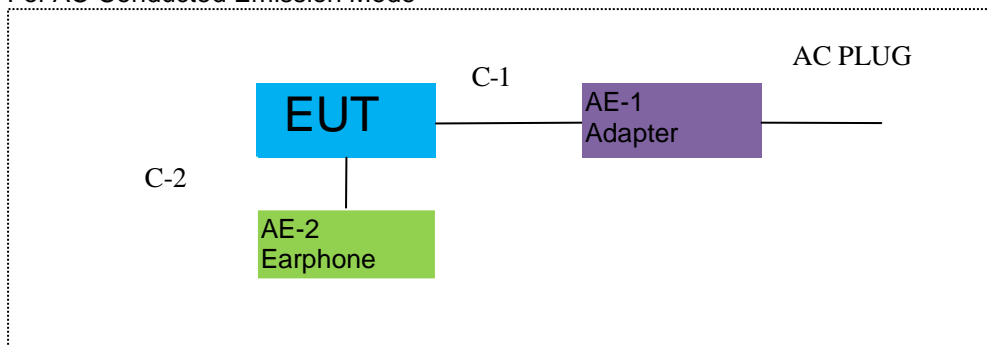 For AC Conducted Emission Mode
AC PLUG
C-1
EUT
AE-1
Adapter
C-2
AE-2
Earphone